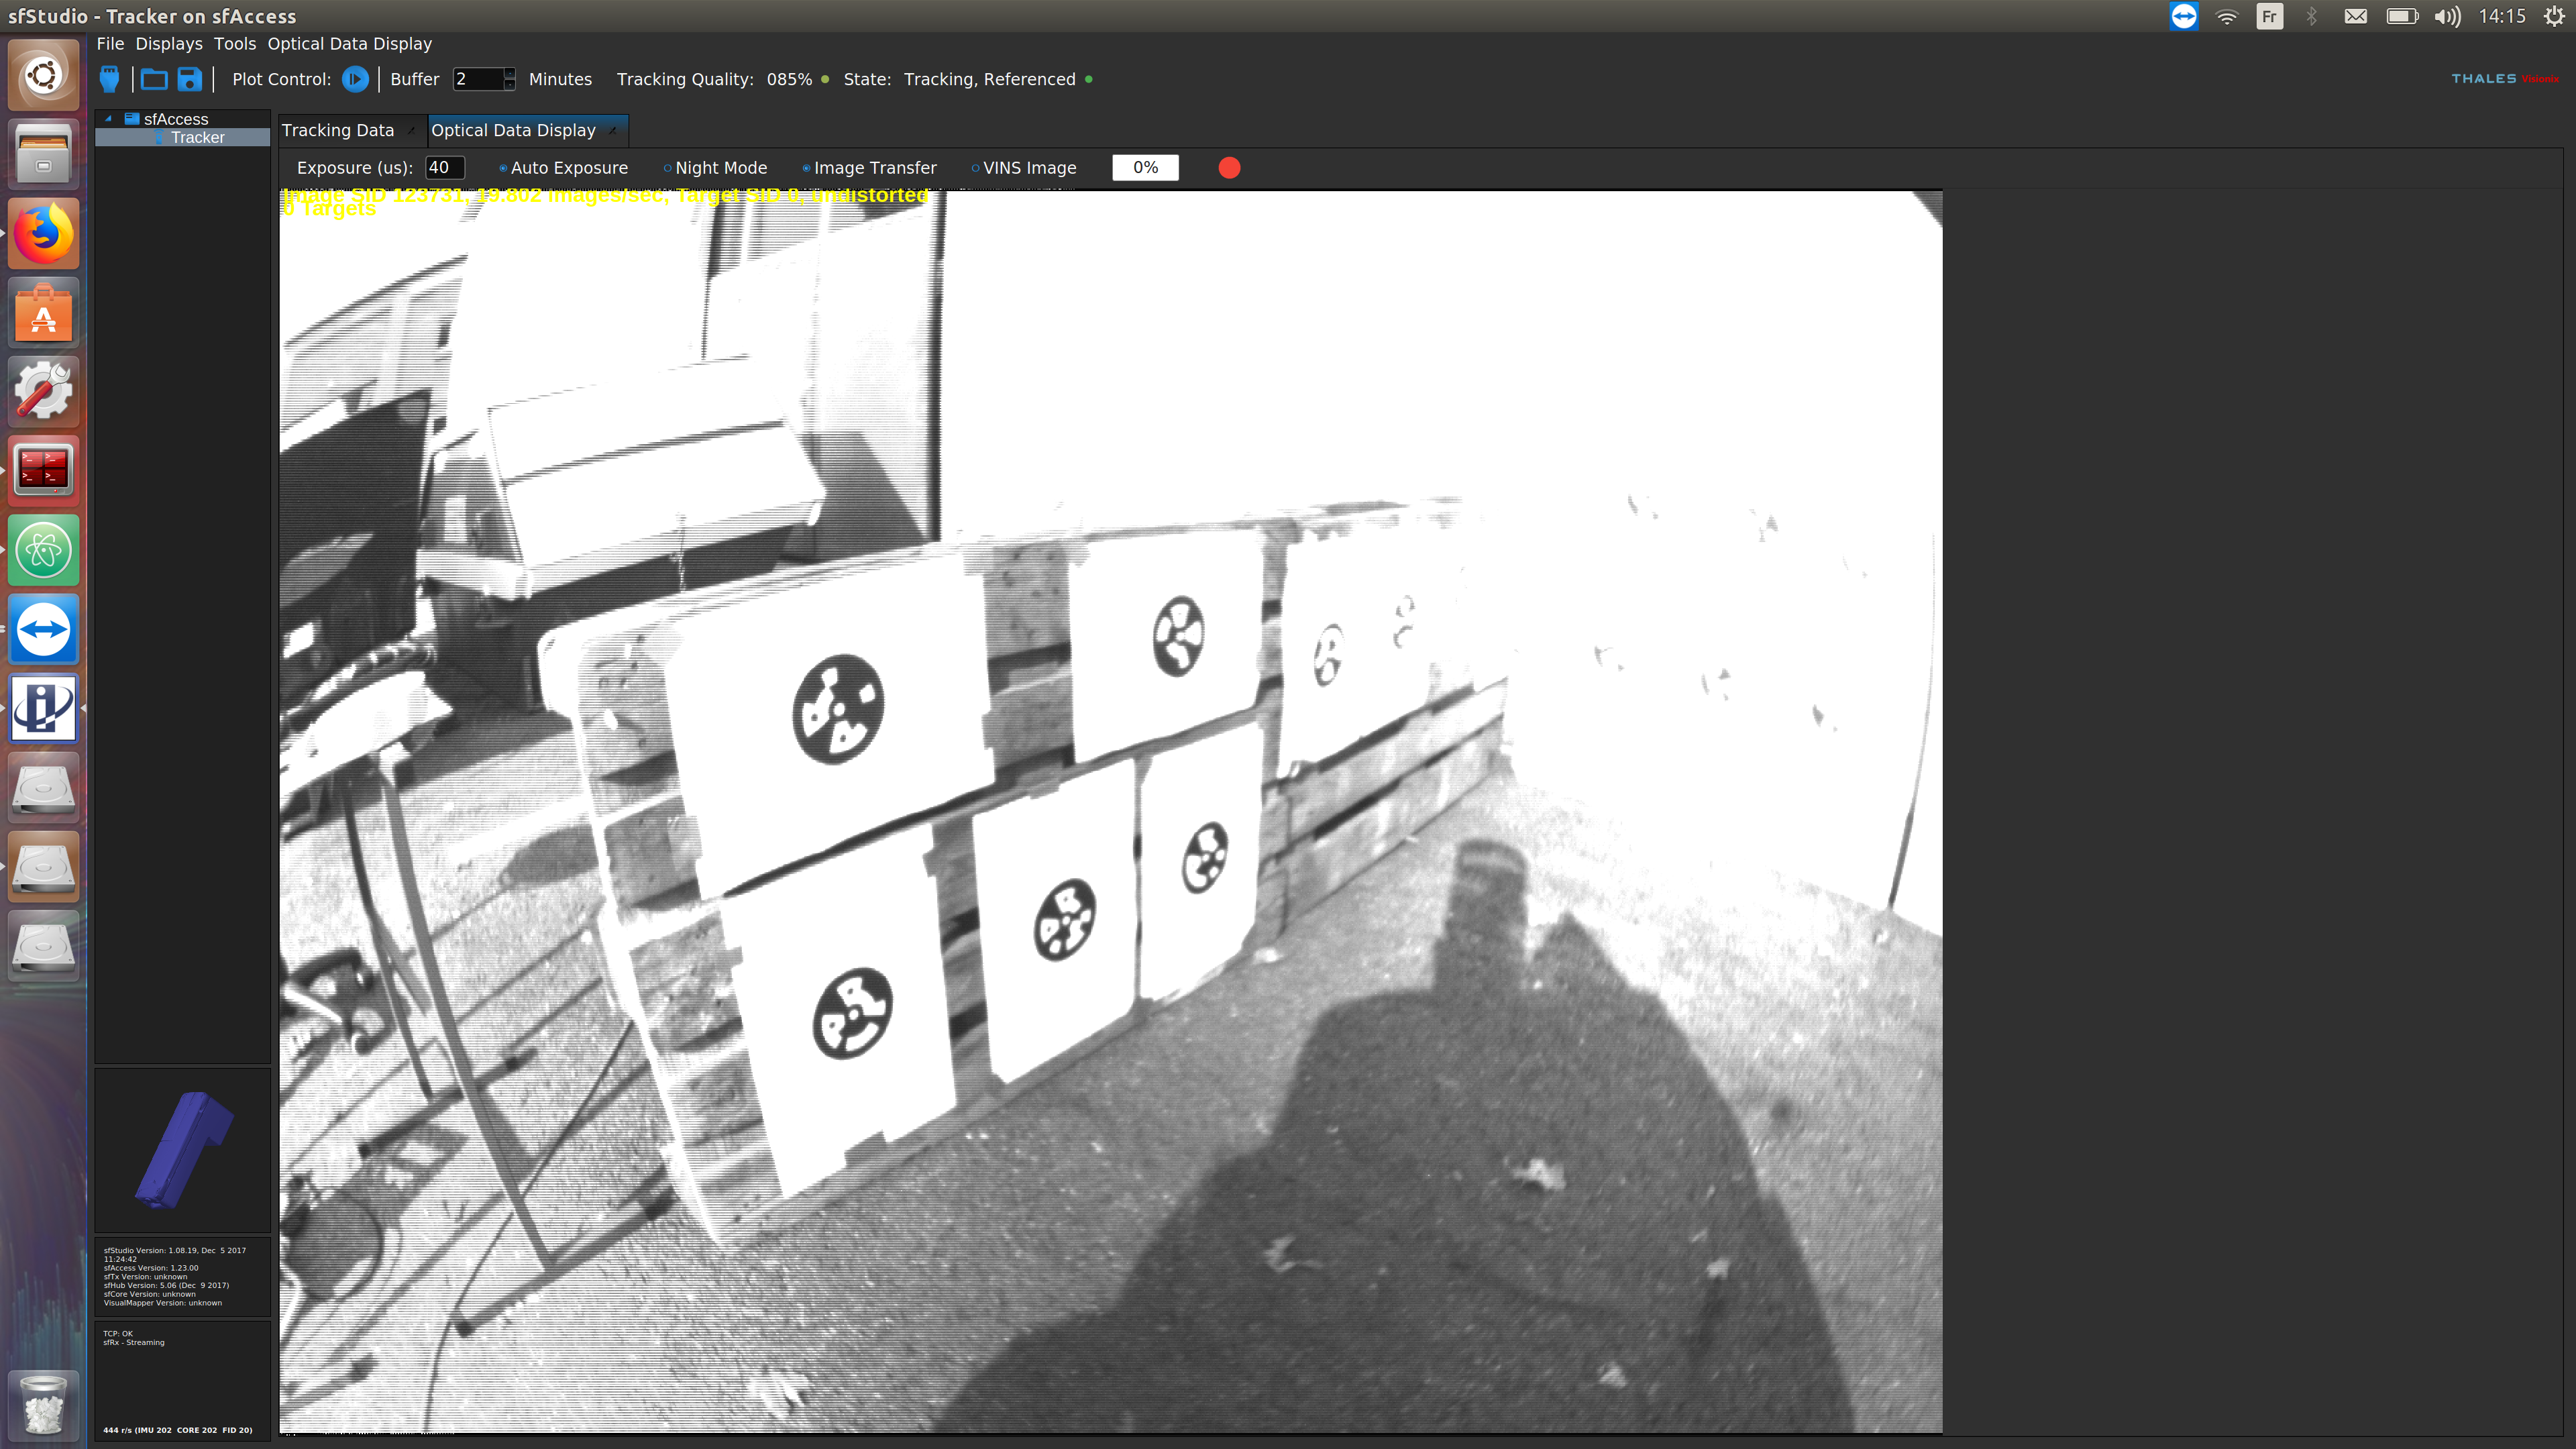 sfStudio - Tracker on sfAccess
Fr 14:15
File Displays Tools Optical Data Display
Plot Control: Buffer 2 Minutes Tracking Quality: 085% State: Tracking, Referenced
THALES Visionix
sfAccess
Tracker
Tracking Data Optical Data Display
Exposure (us): 40 Auto Exposure Night Mode Image Transfer VINS Image 0%
Image SID 123731, 19.802 images/sec, Target SID 0, undistorted
0 Targets
sfStudio Version: 1.08.19, Dec 5 2017
11:24:42
sfAccess Version: 1.23.00
sfTx Version: unknown
sfHub Version: 5.06 (Dec 9 2017)
sfCore Version: unknown
VisualMapper Version: unknown
TCP: OK
sfRx - Streaming
444 r/s (IMU 202 CORE 202 FID 20)